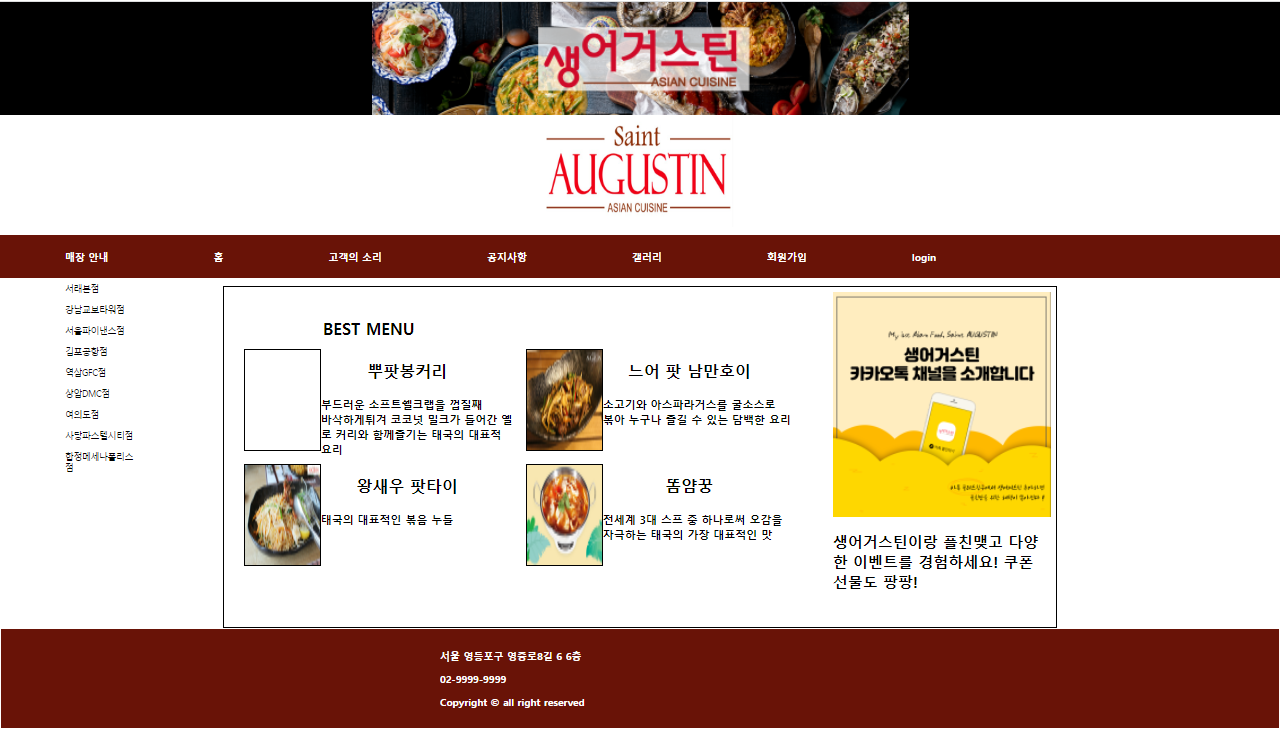 생어거스틴
ASIAN CUISINE
Saint
AUGUSTIN
ASIAN CUISINE
매장 안내 홈 고객의 소리 공지사항 갤러리 회원가입 login
서래본점
강남교보타워점
서울파이낸스점
김포공항점
역삼GFC점
상암DMC점
여의도점
사당파스텔시티점
합정메세나폴리스
점
BEST MENU
뿌팟봉커리
부드러운 소프트쉘크랩을 껍질째
바삭하게튀겨 코코넛 밀크가 들어간 옐
로 커리와 함께즐기는 태국의 대표적
요리
느어 팟 남만호이
소고기와 아스파라거스를 굴소스로
볶아 누구나 즐길 수 있는 담백한 요리
왕새우 팟타이
태국의 대표적인 볶음 누들
똠얌꿍
전세계 3대 스프 중 하나로써 오감을
자극하는 태국의 가장 대표적인 맛
생어거스틴
카카오톡 채널을 소개합니다
생어거스틴이랑 플친맺고 다양
한 이벤트를 경험하세요! 쿠폰
선물도 팡팡!
서울 영등포구 영중로8길 6 6층
02-9999-9999
Copyright © all right reserved